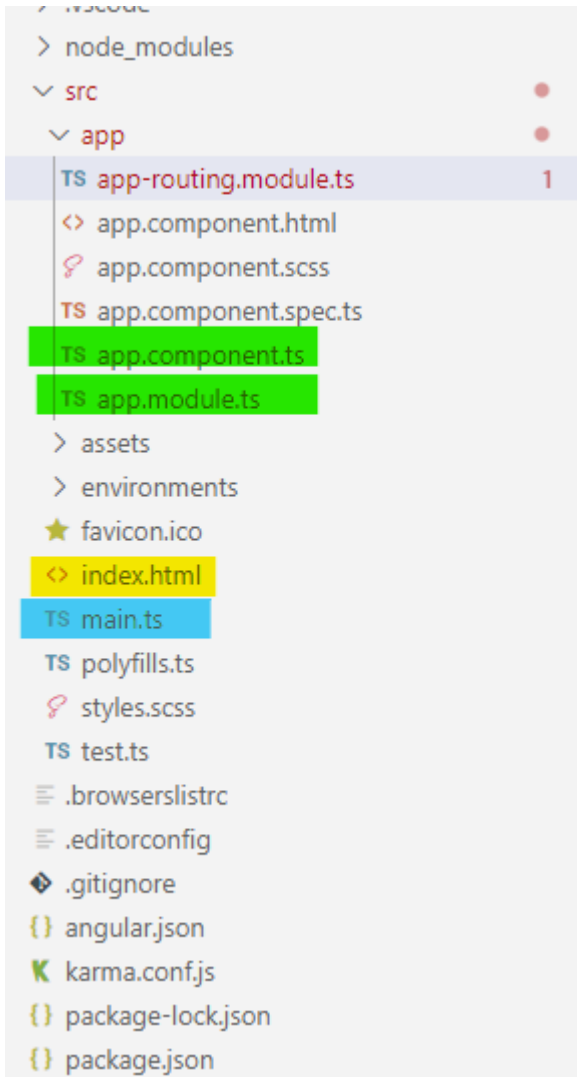 .vscode
node_modules
src
app
TS app-routing.module.ts 1
<> app.component.html
app.component.scss
TS app.component.spec.ts
TS app.component.ts
TS app.module.ts
assets
environments
favicon.ico
<> index.html
TS main.ts
TS polyfills.ts
styles.scss
TS test.ts
.browserslistrc
.editorconfig
.gitignore
{} angular.json
karma.conf.js
{} package-lock.json
{} package.json